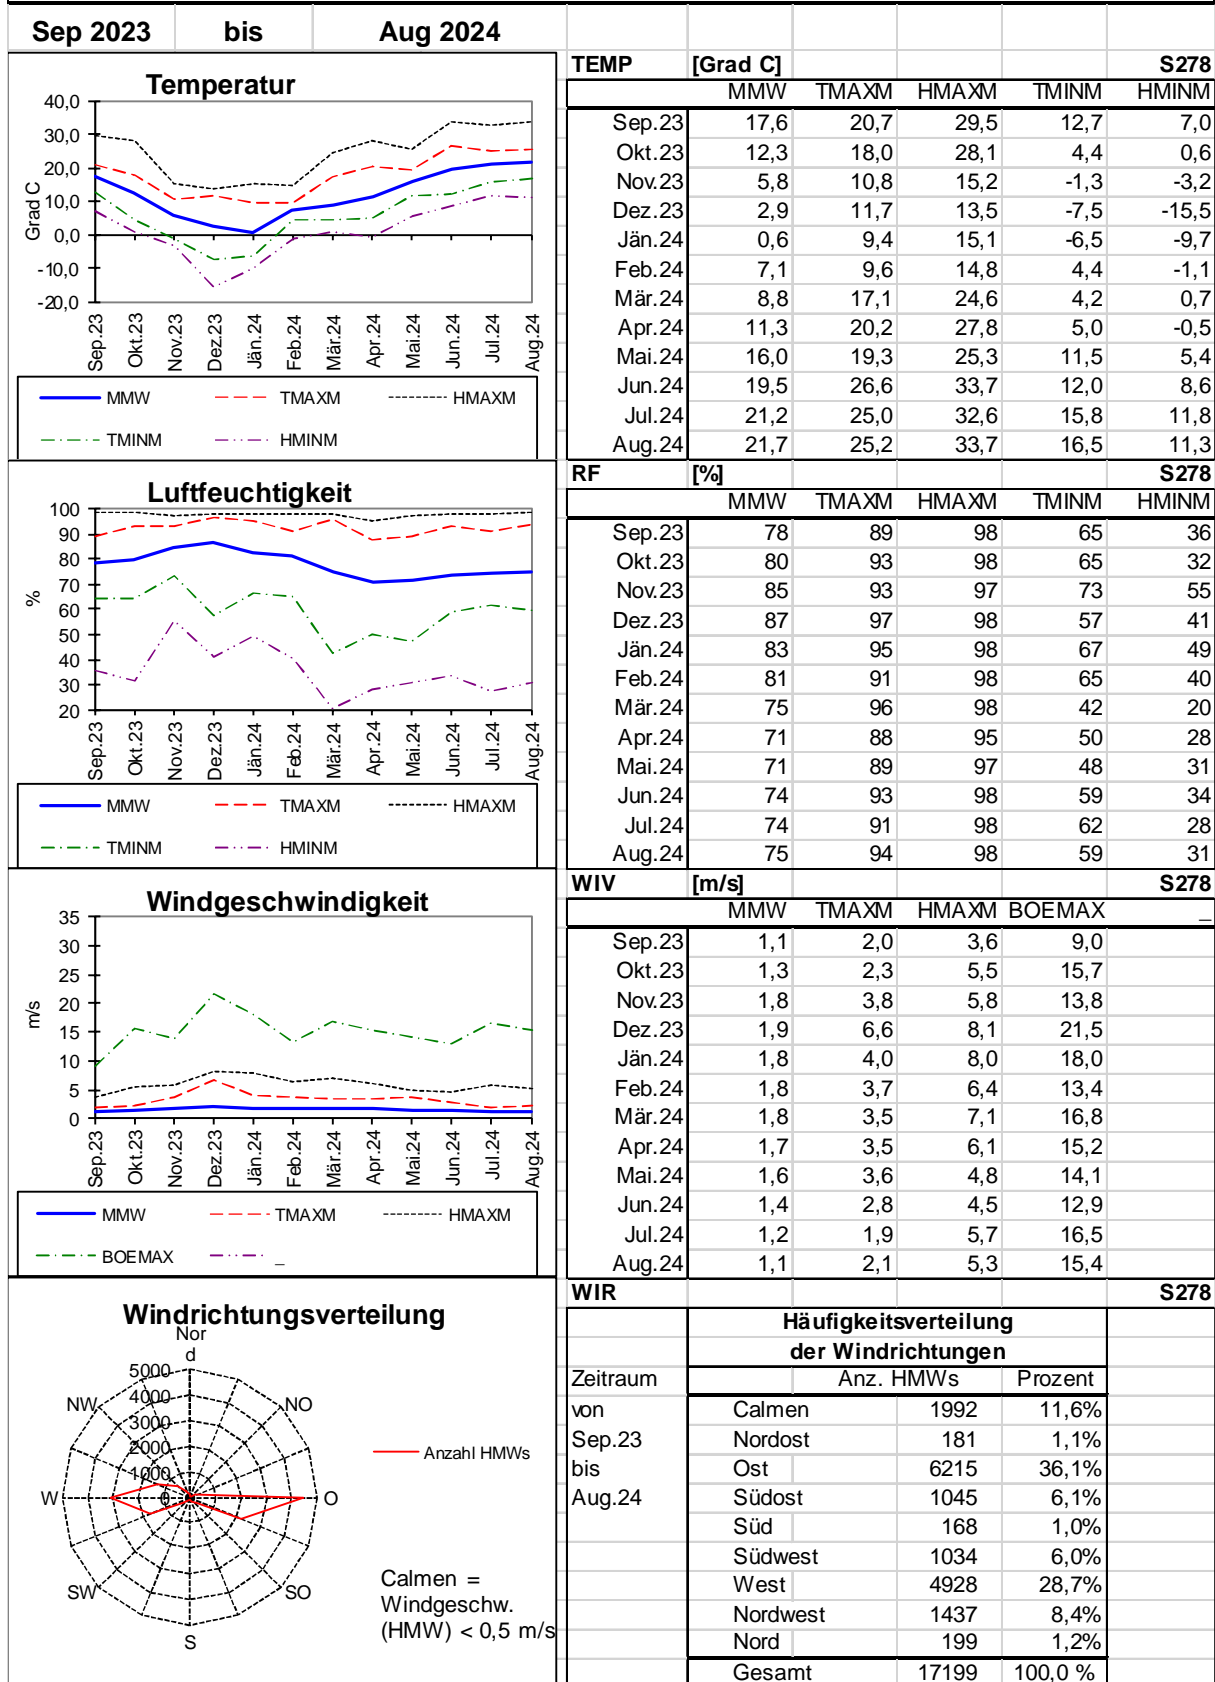 Sep 2023 bis Aug 2024
Temperatur
40,0
30,0
20,0
10,0
0,0
-10,0
-20,0
Grad C
Sep.23 Okt.23 Nov.23 Dez.23 Jän.24 Feb.24 Mär.24 Apr.24 Mai.24 Jun.24 Jul.24 Aug.24
MMW TMAXM HMAXM
TMINM HMINM
TEMP [Grad C] S278
MMW TMAXM HMAXM TMINM HMINM
Sep.23 17,6 20,7 29,5 12,7 7,0
Okt.23 12,3 18,0 28,1 4,4 0,6
Nov.23 5,8 10,8 15,2 -1,3 -3,2
Dez.23 2,9 11,7 13,5 -7,5 -15,5
Jän.24 0,6 9,4 15,1 -6,5 -9,7
Feb.24 7,1 9,6 14,8 4,4 -1,1
Mär.24 8,8 17,1 24,6 4,2 0,7
Apr.24 11,3 20,2 27,8 5,0 -0,5
Mai.24 16,0 19,3 25,3 11,5 5,4
Jun.24 19,5 26,6 33,7 12,0 8,6
Jul.24 21,2 25,0 32,6 15,8 11,8
Aug.24 21,7 25,2 33,7 16,5 11,3
Luftfeuchtigkeit
100
90
80
70
60
50
40
30
20
%
Sep.23 Okt.23 Nov.23 Dez.23 Jän.24 Feb.24 Mär.24 Apr.24 Mai.24 Jun.24 Jul.24 Aug.24
MMW TMAXM HMAXM
TMINM HMINM
RF [%] S278
MMW TMAXM HMAXM TMINM HMINM
Sep.23 78 89 98 65 36
Okt.23 80 93 98 65 32
Nov.23 85 93 97 73 55
Dez.23 87 97 98 57 41
Jän.24 83 95 98 67 49
Feb.24 81 91 98 65 40
Mär.24 75 96 98 42 20
Apr.24 71 88 95 50 28
Mai.24 71 89 97 48 31
Jun.24 74 93 98 59 34
Jul.24 74 91 98 62 28
Aug.24 75 94 98 59 31
Windgeschwindigkeit
35
30
25
20
15
10
5
0
m/s
Sep.23 Okt.23 Nov.23 Dez.23 Jän.24 Feb.24 Mär.24 Apr.24 Mai.24 Jun.24 Jul.24 Aug.24
MMW TMAXM HMAXM
BOEMAX _
WIV [m/s] S278
MMW TMAXM HMAXM BOEMAX _
Sep.23 1,1 2,0 3,6 9,0
Okt.23 1,3 2,3 5,5 15,7
Nov.23 1,8 3,8 5,8 13,8
Dez.23 1,9 6,6 8,1 21,5
Jän.24 1,8 4,0 8,0 18,0
Feb.24 1,8 3,7 6,4 13,4
Mär.24 1,8 3,5 7,1 16,8
Apr.24 1,7 3,5 6,1 15,2
Mai.24 1,6 3,6 4,8 14,1
Jun.24 1,4 2,8 4,5 12,9
Jul.24 1,2 1,9 5,7 16,5
Aug.24 1,1 2,1 5,3 15,4
Windrichtungsverteilung
Nor
d
5000
4000
3000
2000
1000
0
NW NO
W O
SW SO
S
Anzahl HMWs
Calmen =
Windgeschw.
(HMW) < 0,5 m/s
WIR S278
Häufigkeitsverteilung
der Windrichtungen
Zeitraum Anz. HMWs Prozent
von Calmen 1992 11,6%
Sep.23 Nordost 181 1,1%
bis Ost 6215 36,1%
Aug.24 Südost 1045 6,1%
Süd 168 1,0%
Südwest 1034 6,0%
West 4928 28,7%
Nordwest 1437 8,4%
Nord 199 1,2%
Gesamt 17199 100,0 %